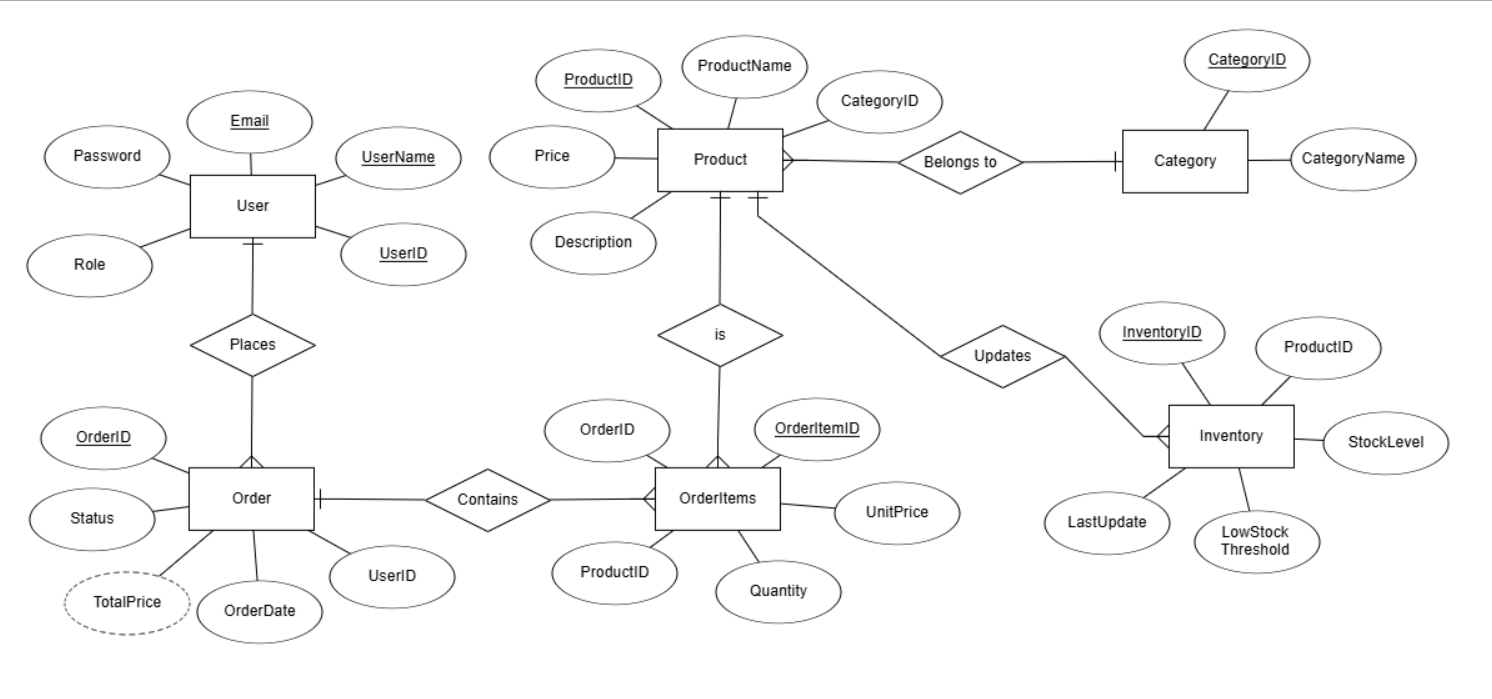 CategoryID
ProductName
ProductID
CategoryID
Email
Password
UserName
Price
Product
Belongs to
Category
CategoryName
User
Description
Role
UserID
Places
is
Updates
InventoryID
ProductID
OrderID
OrderID
OrderItemID
Inventory
StockLevel
Order
Contains
OrderItems
Status
UnitPrice
LastUpdate
LowStock
Threshold
TotalPrice
OrderDate
UserID
ProductID
Quantity